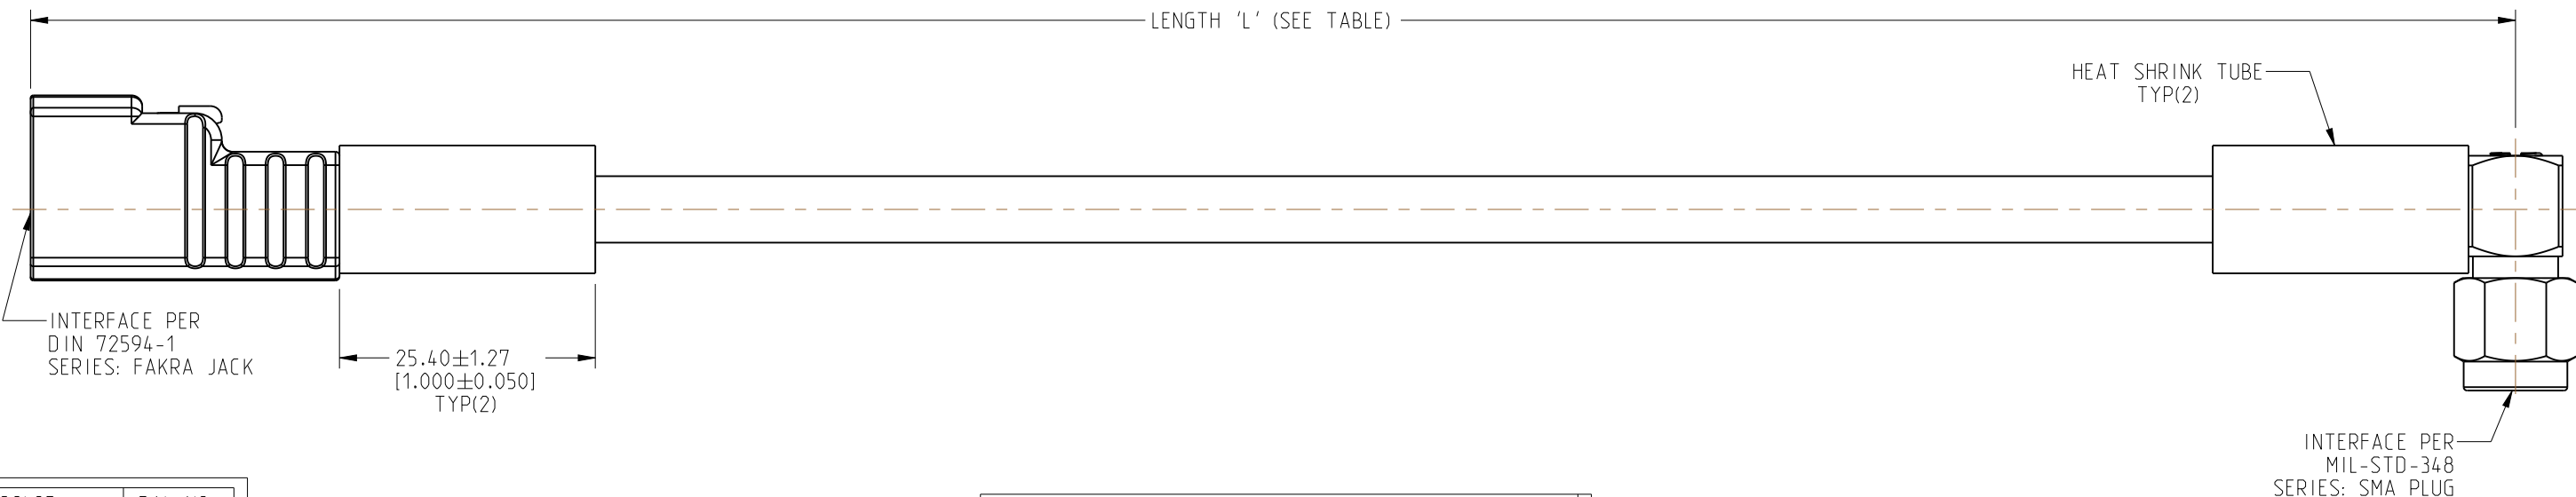 LENGTH 'L' (SEE TABLE)
HEAT SHRINK TUBE
TYP(2)
INTERFACE PER
DIN 72594-1
SERIES: FAKRA JACK
25.40±1.27
[1.000±0.050]
TYP(2)
INTERFACE PER
MIL-STD-348
SERIES: SMA PLUG